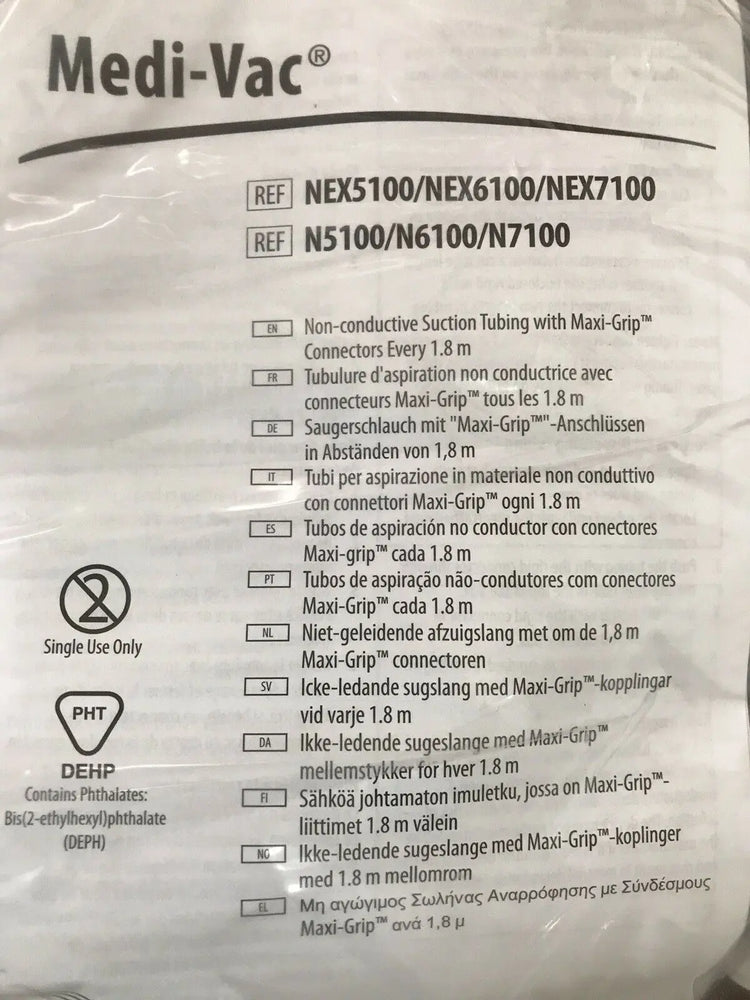 Medi-Vac®
REF NEX5100/NEX6100/NEX7100
REF N5100/N6100/N7100
EN Non-conductive Suction Tubing with Maxi-Grip™
Connectors Every 1.8 m
FR Tubulure d'aspiration non conductrice avec
connecteurs Maxi-Grip™ tous les 1.8 m
DE Saugerschlauch mit "Maxi-Grip™"-Anschlüssen
in Abständen von 1,8 m
IT Tubi per aspirazione in materiale non conduttivo
con connettori Maxi-Grip™ ogni 1.8 m
ES Tubos de aspiración no conductor con conectores
Maxi-grip™ cada 1.8 m
PT Tubos de aspiração não-condutores com conectores
Maxi-Grip™ cada 1.8 m
NL Niet-geleidende afzuigslang met om de 1,8 m
Maxi-Grip™ connectoren
SV Icke-ledande sugslang med Maxi-Grip™-kopplingar
vid varje 1.8 m
DA Ikke-ledende sugeslange med Maxi-Grip™
mellemstykker for hver 1.8 m
FI Sähköä johtamaton imuletku, jossa on Maxi-Grip™-
liittimet 1.8 m välein
NO Ikke-ledende sugeslange med Maxi-Grip™-koplinger
med 1.8 m mellomrom
EL Μη αγώγιμος Σωλήνας Αναρρόφησης με Σύνδέσμους
Maxi-Grip™ ανά 1,8 μ
2
Single Use Only
PHT
DEHP
Contains Phthalates:
Bis(2-ethylhexyl)phthalate
(DEPH)